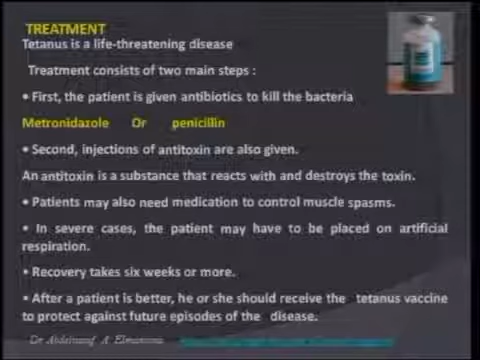 TREATMENT
Tetanus is a life-threatening disease
Treatment consists of two main steps :
• First, the patient is given antibiotics to kill the bacteria
Metronidazole Or penicillin
• Second, injections of antitoxin are also given.
An antitoxin is a substance that reacts with and destroys the toxin.
• Patients may also need medication to control muscle spasms.
• In severe cases, the patient may have to be placed on artificial
respiration.
• Recovery takes six weeks or more.
• After a patient is better, he or she should receive the tetanus vaccine
to protect against future episodes of the disease.
Dr A.